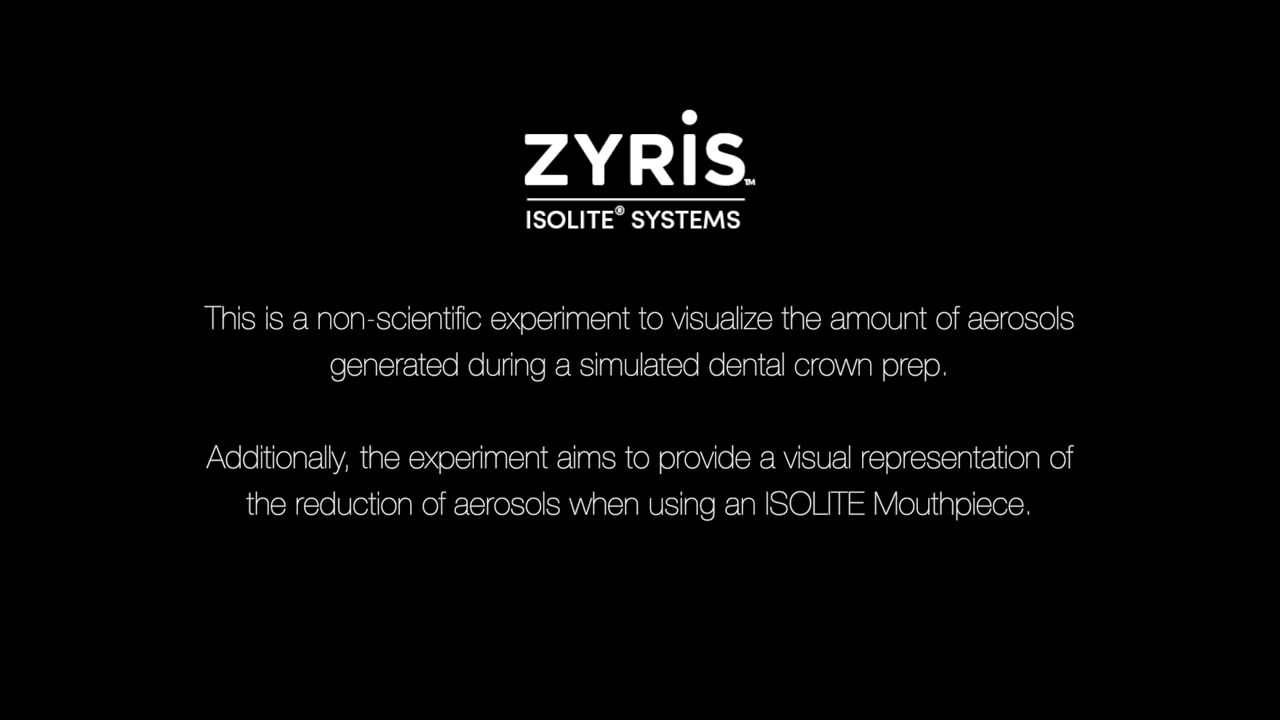 ZYRIS™
ISOLITE® SYSTEMS
This is a non-scientific experiment to visualize the amount of aerosols
generated during a simulated dental crown prep.
Additionally, the experiment aims to provide a visual representation of
the reduction of aerosols when using an ISOLITE Mouthpiece.